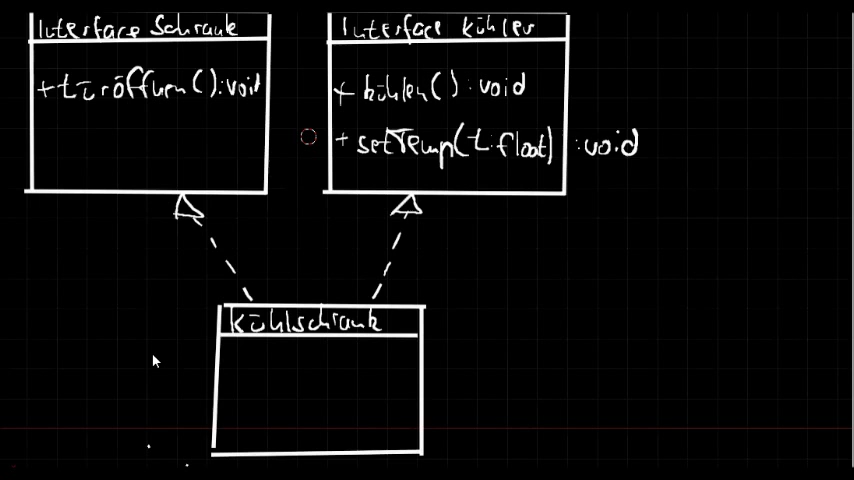 Interface Schrank
+türöffnen():void
Interface Kühler
+ kühlen() : void
+ setTemp(t:float) :void
Kühlschrank